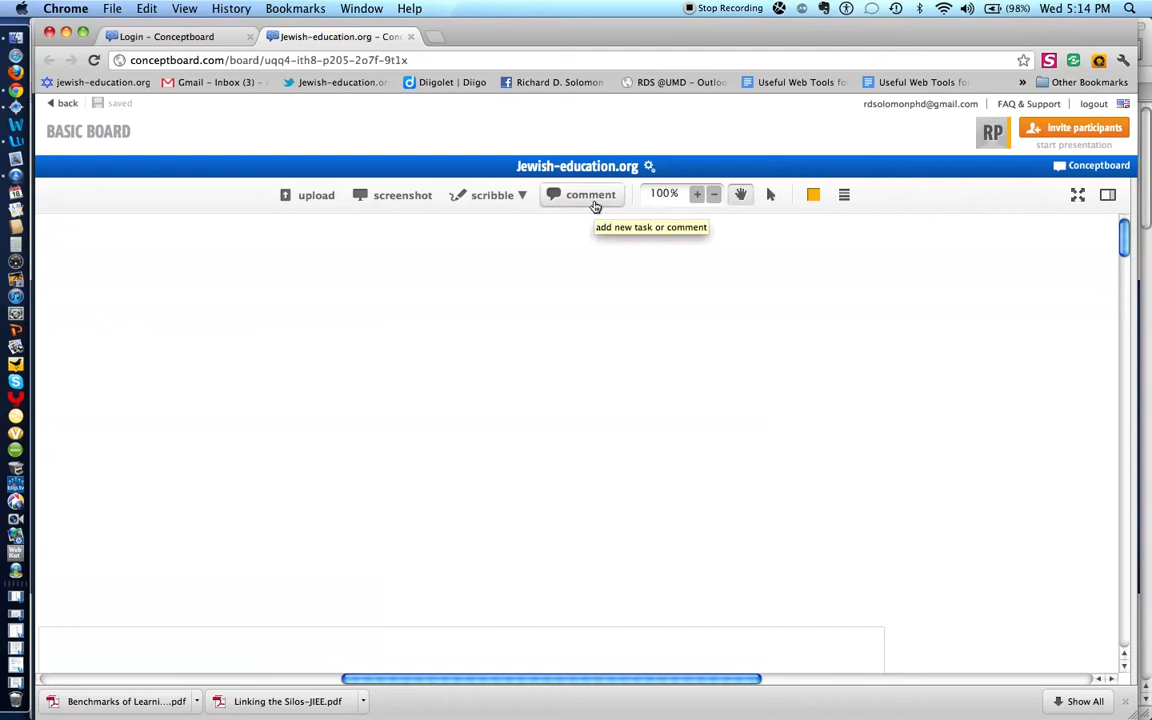 Chrome File Edit View History Bookmarks Window Help Stop Recording (98%) Wed 5:14 PM
Login – Conceptboard Jewish-education.org – Con
conceptboard.com/board/uqq4-ith8-p205-2o7f-9t1x
jewish-education.org Gmail – Inbox (3) – Jewish-education.or Diigolet | Diigo Richard D. Solomon RDS @UMD – Outlo Useful Web Tools fo Useful Web Tools fo » Other Bookmarks
back saved rdsolomonphd@gmail.com FAQ & Support logout
BASIC BOARD RP invite participants
start presentation
Jewish-education.org Conceptboard
upload screenshot scribble ▼ comment 100% + −
add new task or comment
Benchmarks of Learni....pdf Linking the Silos-JIEE.pdf Show All